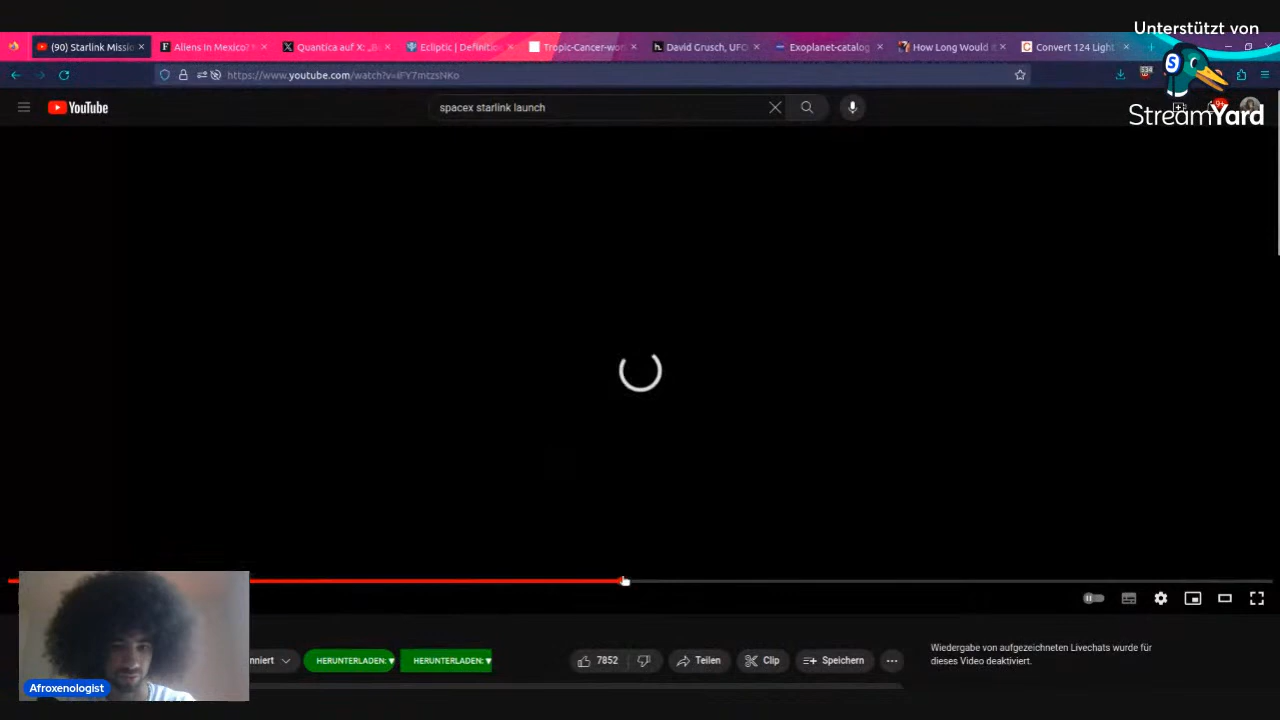 Unterstützt von
StreamYard
(90) Starlink Missio
Aliens In Mexico?
Quantica auf X: „B
Ecliptic | Definitio
Tropic-Cancer-wor
David Grusch, UFO
Exoplanet-catalog
How Long Would i
Convert 124 Light
https://www.youtube.com/watch?v=iFY7mtzsNKo
YouTube
spacex starlink launch
nniert
HERUNTERLADEN: ▾
HERUNTERLADEN: ▾
7852
Teilen
Clip
Speichern
Wiedergabe von aufgezeichneten Livechats wurde für
dieses Video deaktiviert.
Afroxenologist